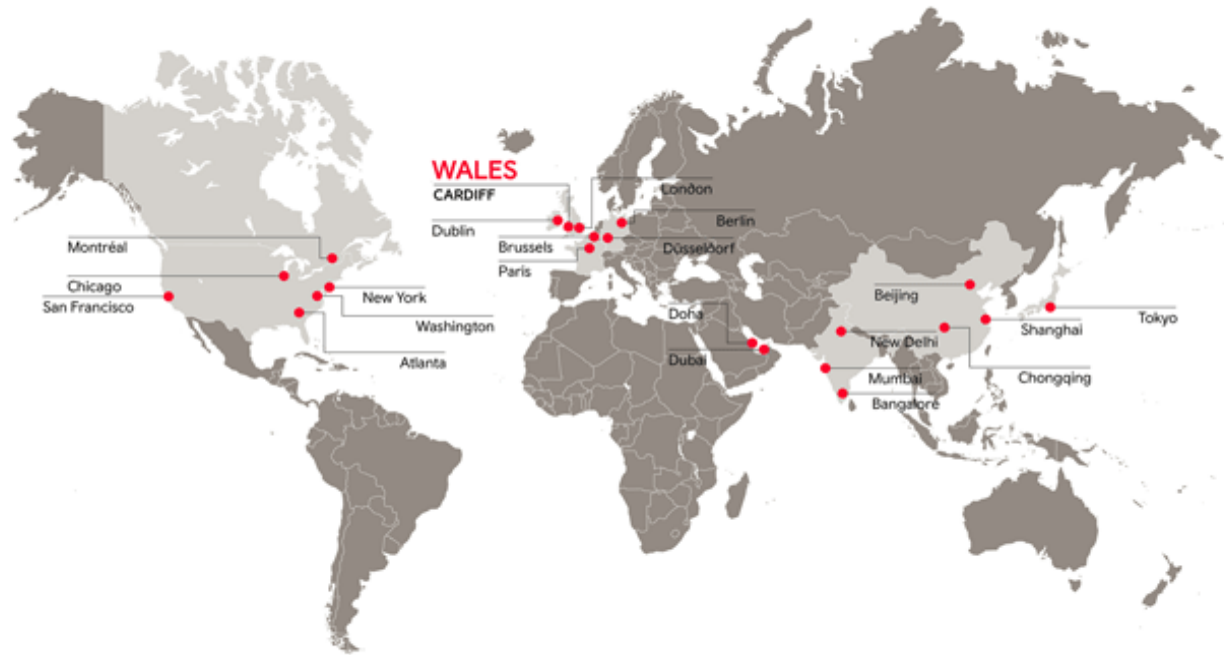 WALES
CARDIFF
London
Dublin
Berlin
Brussels
Düsseldorf
Paris
Montréal
Chicago
San Francisco
New York
Washington
Atlanta
Doha
Dubai
Beijing
New Delhi
Mumbai
Bangalore
Shanghai
Tokyo
Chongqing